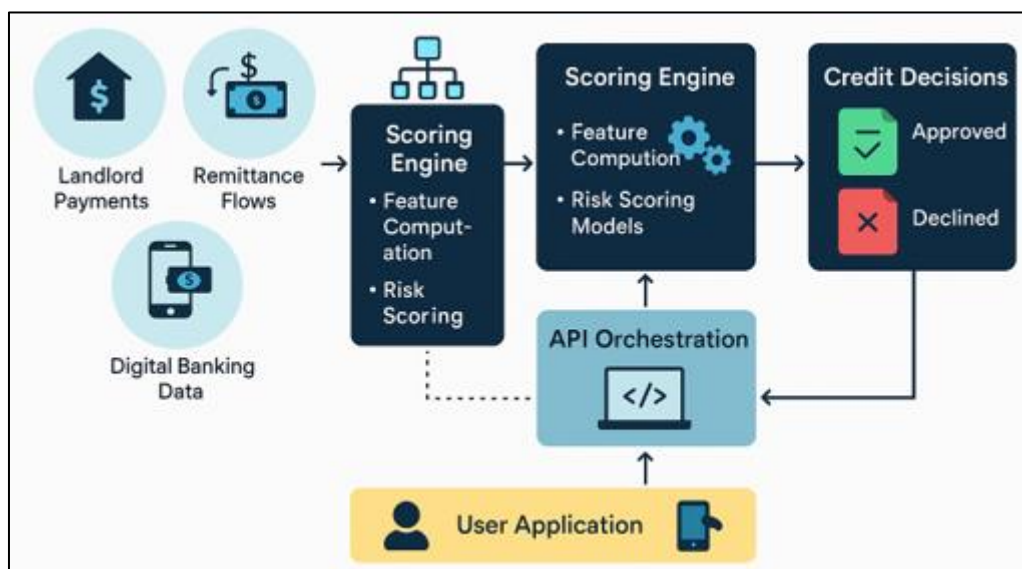 Landlord
Payments
Remittance
Flows
Digital Banking
Data
Scoring
Engine
• Feature
Comput-
ation
• Risk
Scoring
Scoring Engine
• Feature
Compution
• Risk Scoring
Models
Credit Decisions
Approved
Declined
API Orchestration
</>
User Application